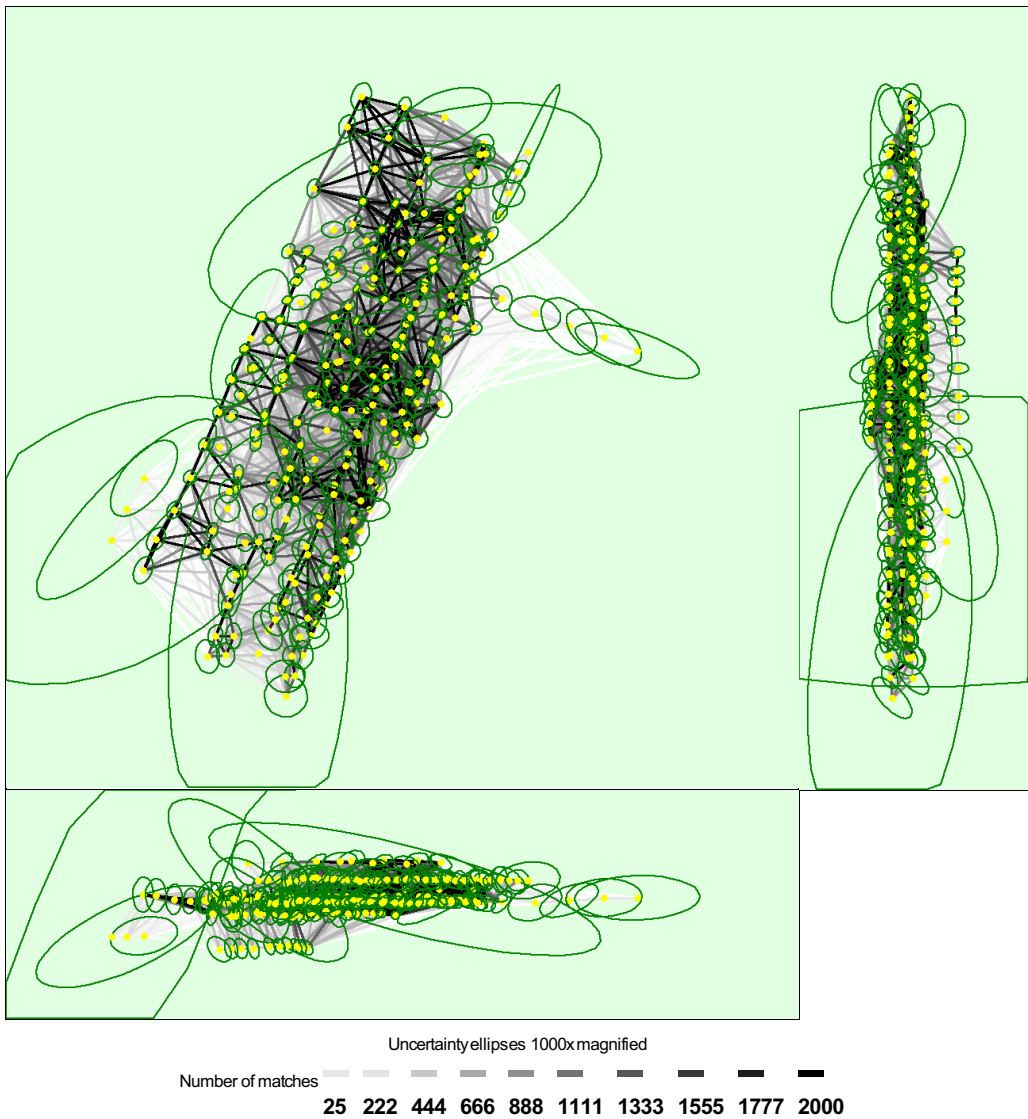 Uncertainty ellipses 1000x magnified
Number of matches
25 222 444 666 888 1111 1333 1555 1777 2000